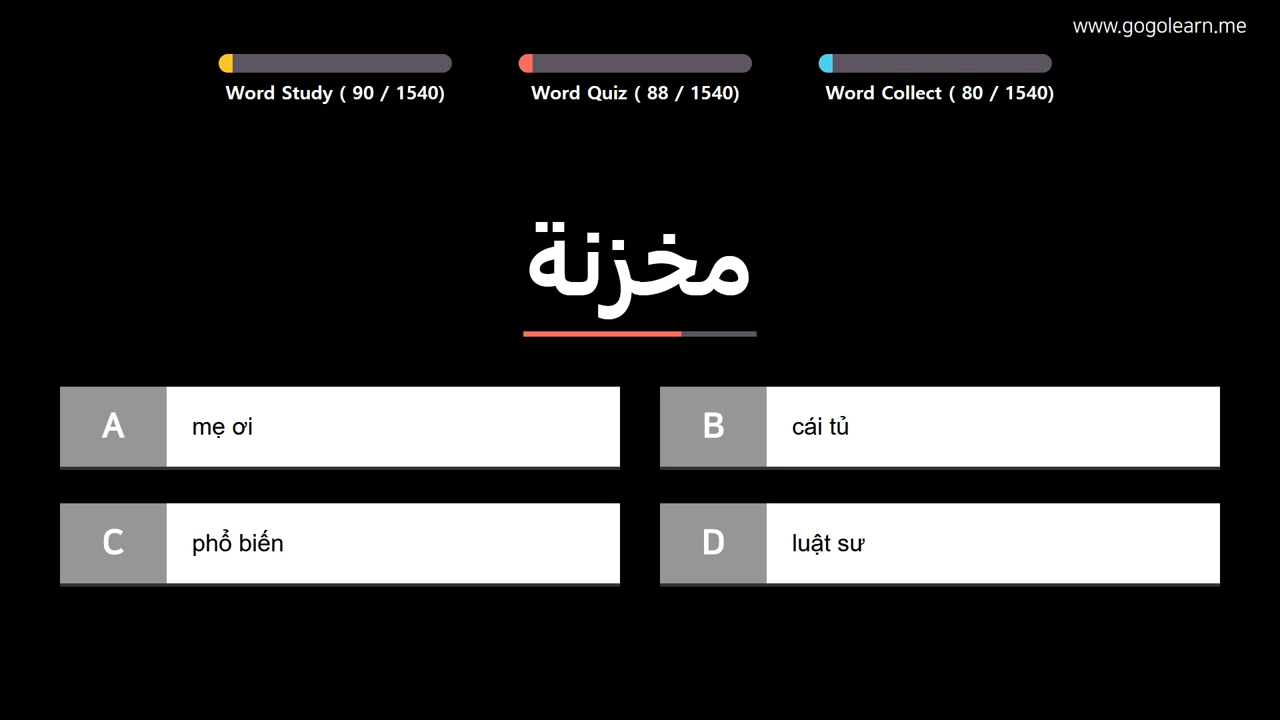 www.gogolearn.me
Word Study ( 90 / 1540)
Word Quiz ( 88 / 1540)
Word Collect ( 80 / 1540)
مخزنة
A mẹ ơi
B cái tủ
C phổ biến
D luật sư